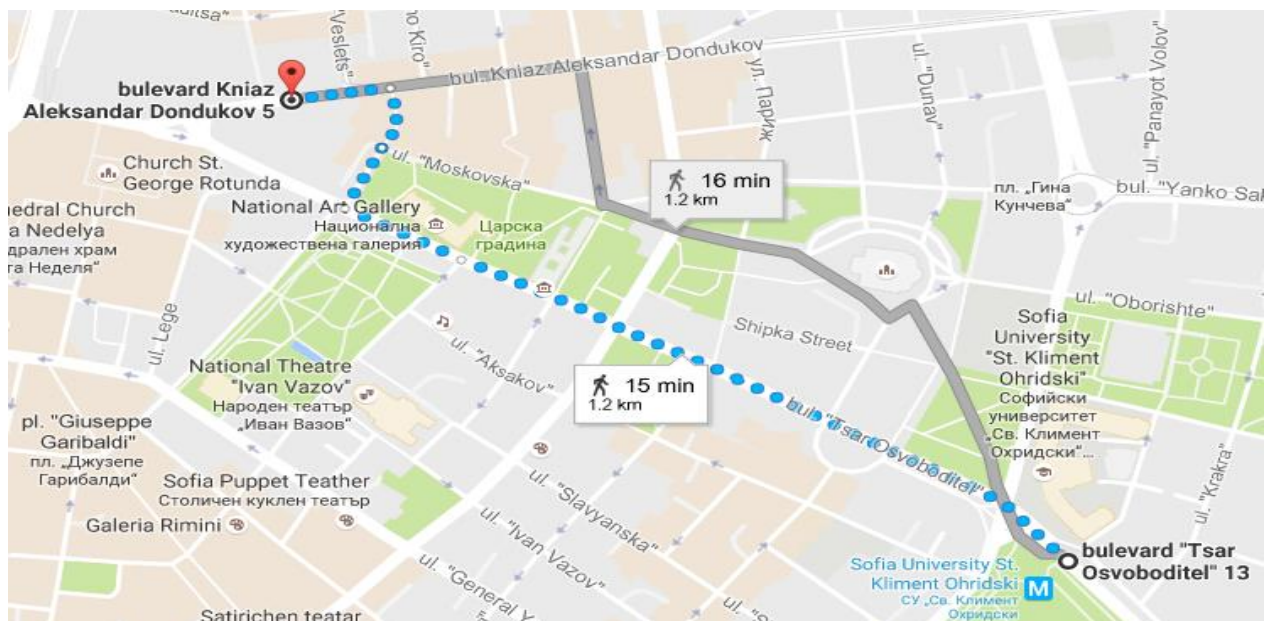 aditsa"
"Veslets"
no Kiro"
bulevard Kniaz
Aleksandar Dondukov 5
bul. Kniaz Aleksandar Dondukov
ул. Париж
ul. "Dunav"
ul. "Panayot Volov"
Church St.
George Rotunda
ul. "Moskovska"
16 min
1.2 km
пл. „Гина
Кунчева“
bul. "Yanko Sak
hedral Church
a Nedelya
дрален храм
та Неделя“
National Art Gallery
Национална
художествена галерия
Царска
градина
ul. Lege
ul. "Oborishte"
Shipka Street
Sofia
University
"St. Kliment
Ohridski"
Софийски
университет
„Св. Климент
Охридски“...
National Theatre
"Ivan Vazov"
Народен театър
"Иван Вазов"
ul. "Aksakov"
15 min
1.2 km
bul. "Tsar Osvoboditel"
pl. "Giuseppe
Garibaldi"
пл. „Джузепе
Гарибалди“
Sofia Puppet Teather
Столичен куклен театър
Galeria Rimini
ul. "Slavyanska"
ul. "Ivan Vazov"
ul. "General
ul. "Krakra"
bulevard "Tsar
Osvoboditel" 13
Sofia University St.
Kliment Ohridski
СУ „Св. Климент
Охридски
M
Satirichen teatar